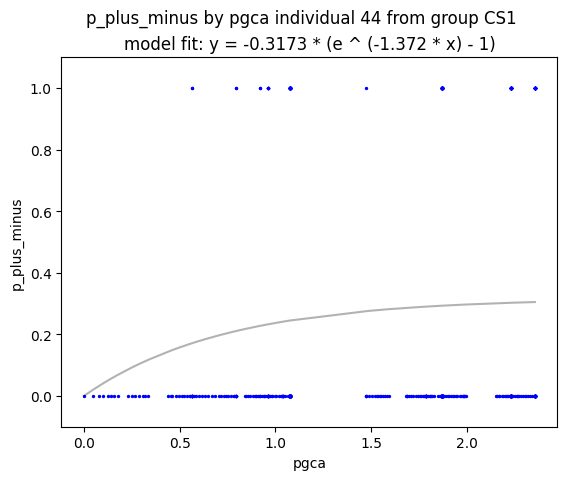 p_plus_minus by pgca individual 44 from group CS1
model fit: y = -0.3173 * (e ^ (-1.372 * x) - 1)
1.0
0.8
0.6
0.4
0.2
0.0
p_plus_minus
0.0 0.5 1.0 1.5 2.0
pgca